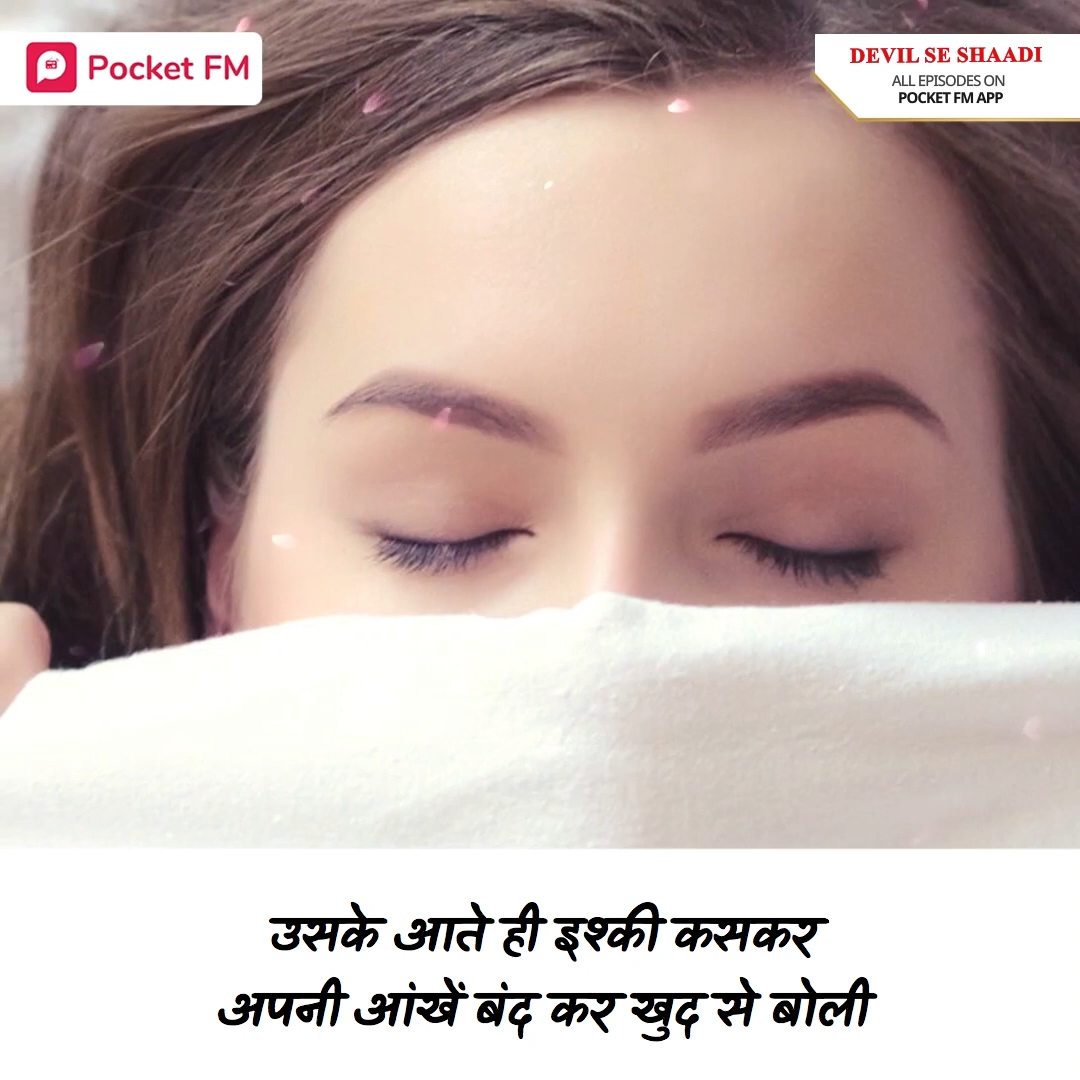 Pocket FM
DEVIL SE SHAADI
ALL EPISODES ON
POCKET FM APP
उसके आते ही इश्की कसकर
अपनी आंखें बंद कर खुद से बोली